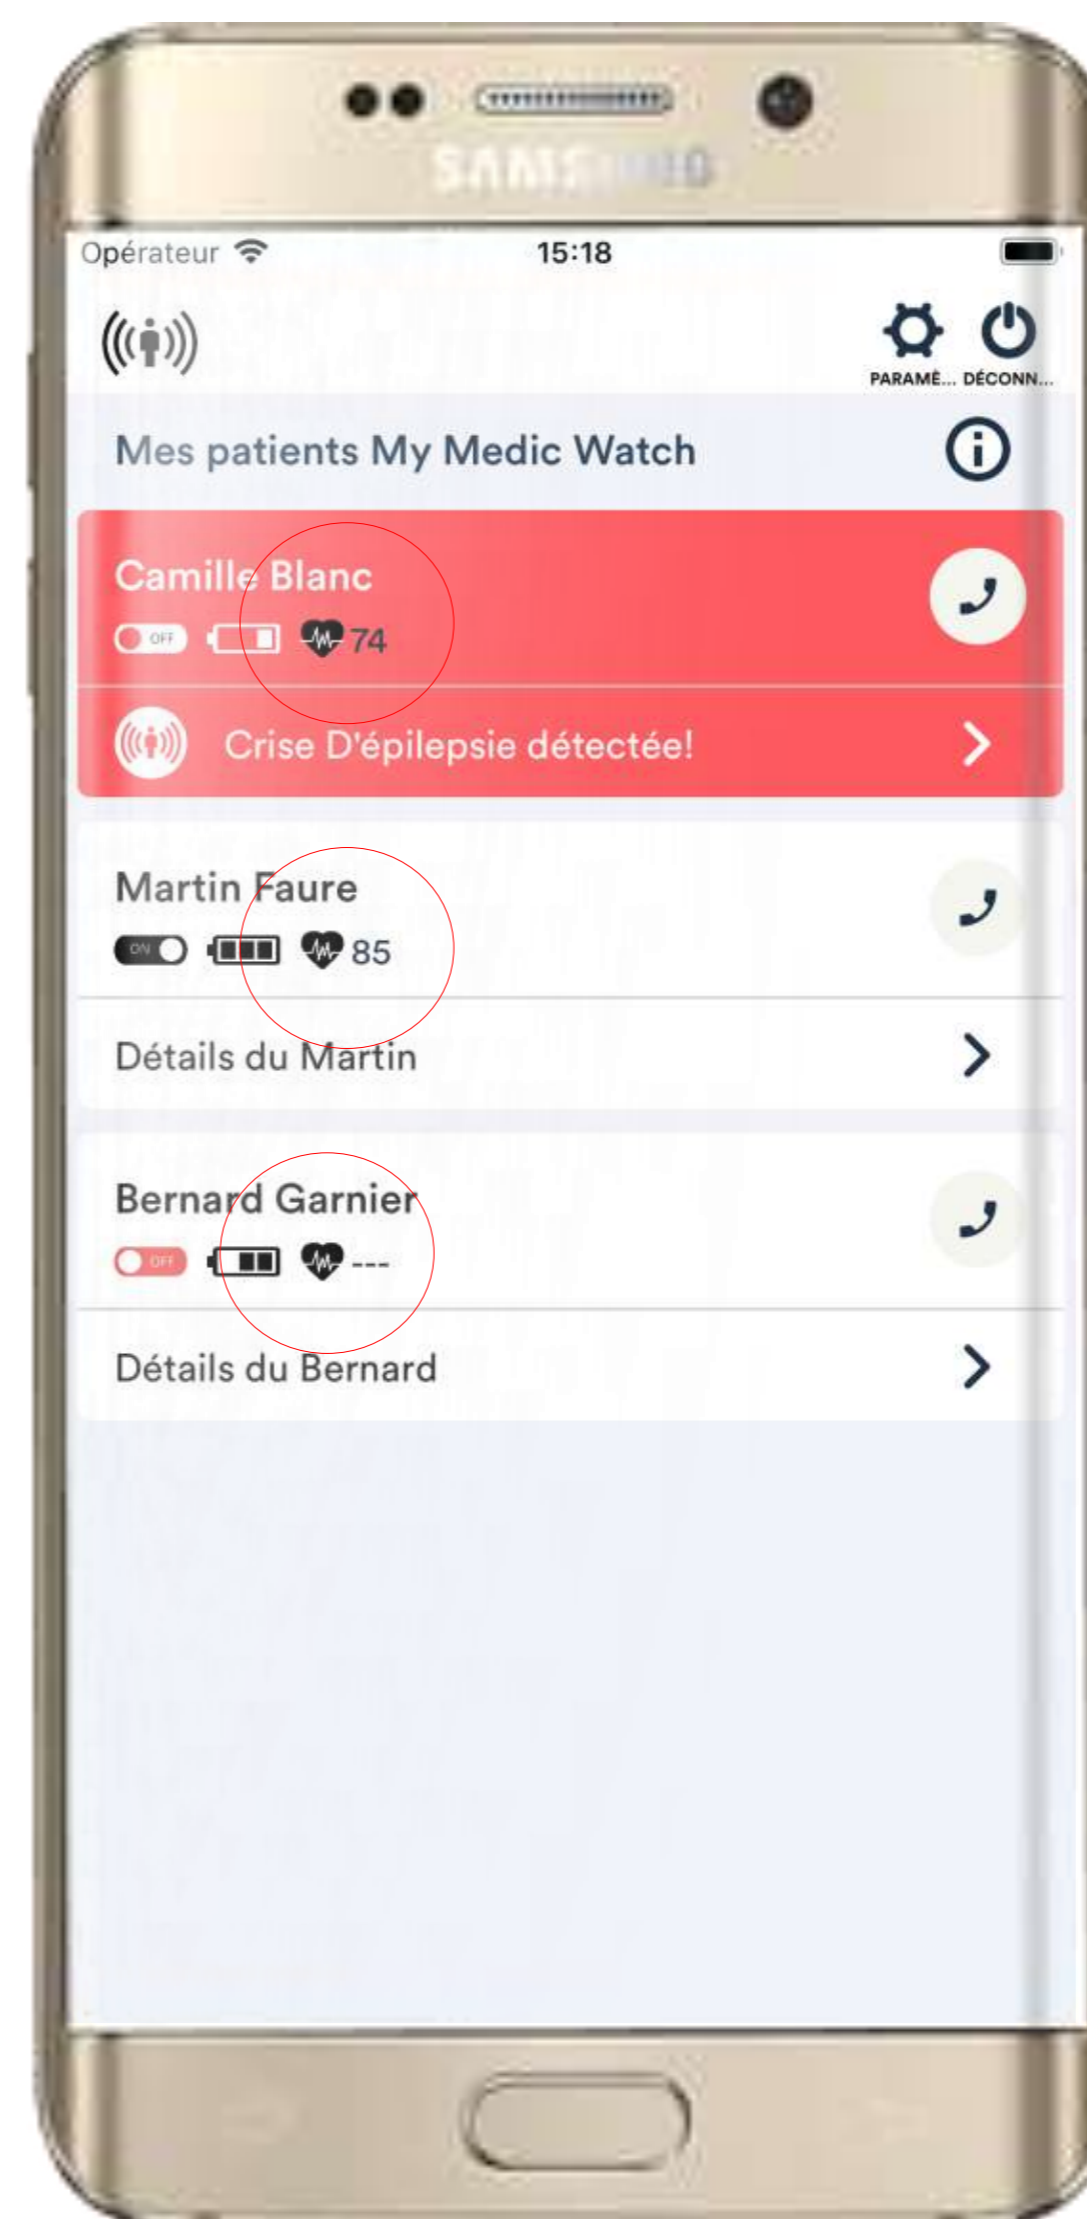 SAMSUNG
Opérateur 15:18
PARAMÈ... DÉCONN...
Mes patients My Medic Watch
Camille Blanc
OFF 74
Crise D'épilepsie détectée!
Martin Faure
ON 85
Détails du Martin
Bernard Garnier
OFF ---
Détails du Bernard